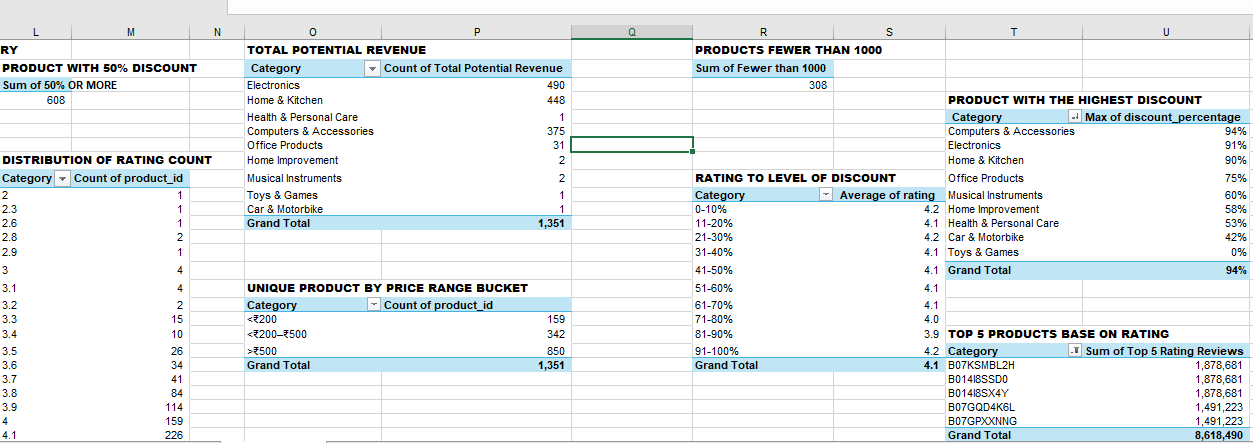 L M N O P Q R S T U
RY TOTAL POTENTIAL REVENUE PRODUCTS FEWER THAN 1000
PRODUCT WITH 50% DISCOUNT Category Count of Total Potential Revenue Sum of Fewer than 1000
Sum of 50% OR MORE Electronics 490 308
608 Home & Kitchen 448 PRODUCT WITH THE HIGHEST DISCOUNT
Health & Personal Care 1 Category Max of discount_percentage
Computers & Accessories 375 Computers & Accessories 94%
Office Products 31 Electronics 91%
DISTRIBUTION OF RATING COUNT Home Improvement 2 Home & Kitchen 90%
Category Count of product_id Musical Instruments 2 RATING TO LEVEL OF DISCOUNT Office Products 75%
2 1 Toys & Games 1 Category Average of rating Musical Instruments 60%
2.3 1 Car & Motorbike 1 0-10% 4.2 Home Improvement 58%
2.6 1 Grand Total 1,351 11-20% 4.1 Health & Personal Care 53%
2.8 2 21-30% 4.2 Car & Motorbike 42%
2.9 1 31-40% 4.1 Toys & Games 0%
3 4 41-50% 4.1 Grand Total 94%
3.1 4 UNIQUE PRODUCT BY PRICE RANGE BUCKET 51-60% 4.1
3.2 2 Category Count of product_id 61-70% 4.1
3.3 15 <₹200 159 71-80% 4.0
3.4 10 <₹200–₹500 342 81-90% 3.9 TOP 5 PRODUCTS BASE ON RATING
3.5 26 >₹500 850 91-100% 4.2 Category Sum of Top 5 Rating Reviews
3.6 34 Grand Total 1,351 Grand Total 4.1 B07KSMBL2H 1,878,681
3.7 41 B014I8SSD0 1,878,681
3.8 84 B014I8SX4Y 1,878,681
3.9 114 B07GQD4K6L 1,491,223
4 159 B07GPXXNNG 1,491,223
4.1 226 Grand Total 8,618,490